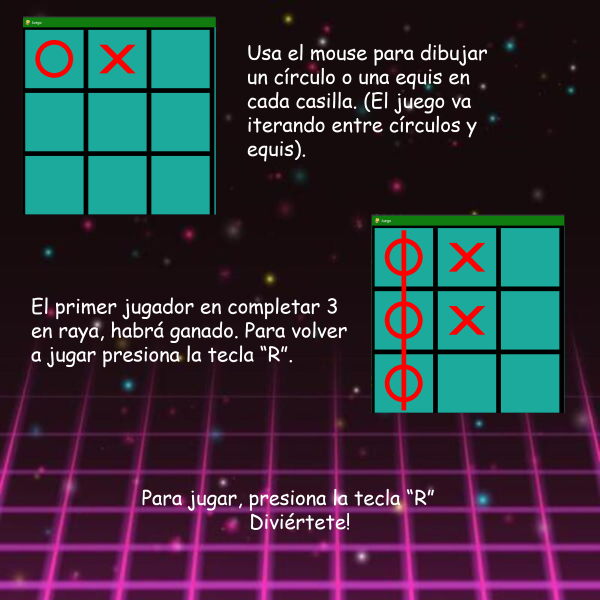 Juego
Usa el mouse para dibujar
un círculo o una equis en
cada casilla. (El juego va
iterando entre círculos y
equis).
Juego
El primer jugador en completar 3
en raya, habrá ganado. Para volver
a jugar presiona la tecla “R”.
Para jugar, presiona la tecla “R”
Diviértete!